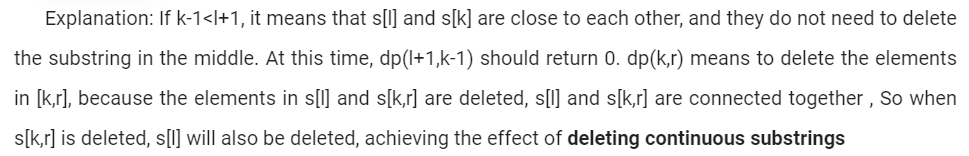 Explanation: If k-1<l+1, it means that s[l] and s[k] are close to each other, and they do not need to delete
the substring in the middle. At this time, dp(l+1,k-1) should return 0. dp(k,r) means to delete the elements
in [k,r], because the elements in s[l] and s[k,r] are deleted, s[l] and s[k,r] are connected together , So when
s[k,r] is deleted, s[l] will also be deleted, achieving the effect of deleting continuous substrings